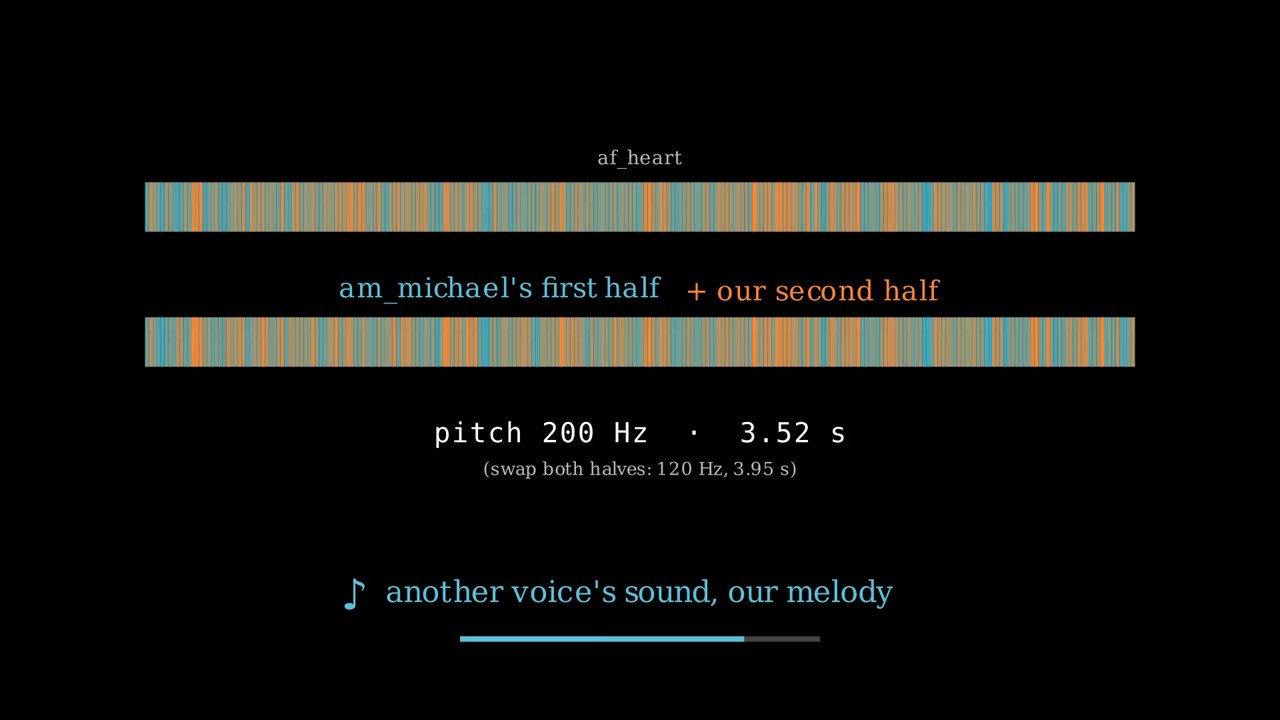 af_heart
am_michael's first half + our second half
pitch 200 Hz · 3.52 s
(swap both halves: 120 Hz, 3.95 s)
♪ another voice's sound, our melody